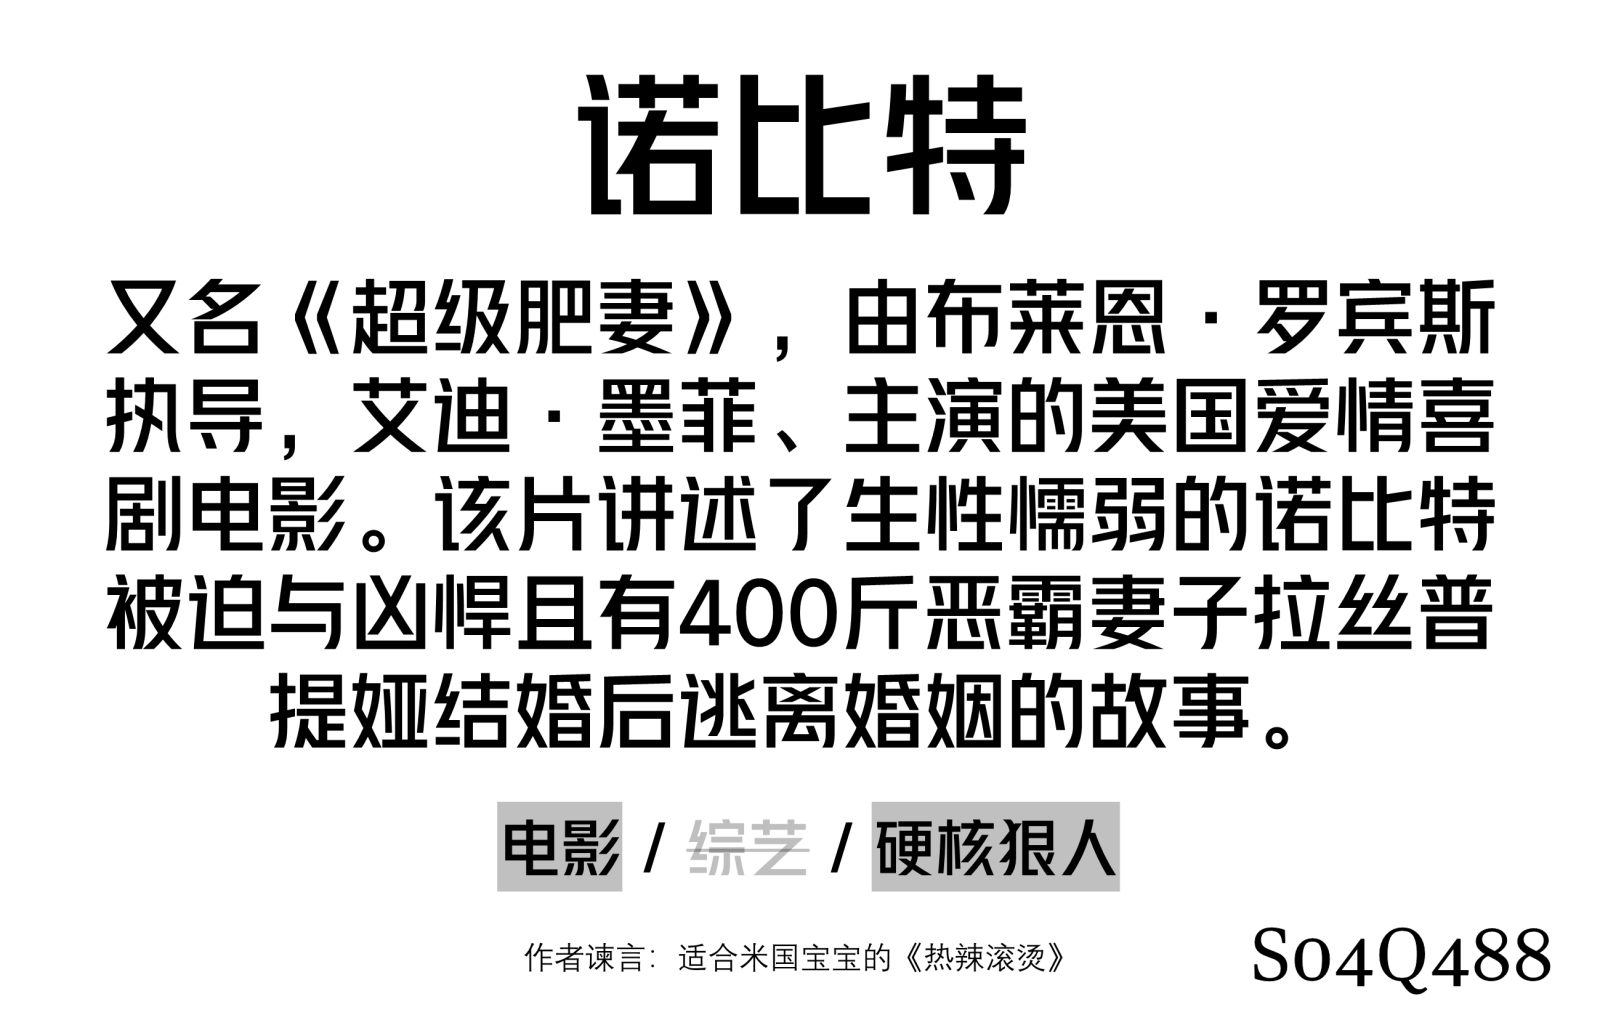 诺比特
又名《超级肥妻》，由布莱恩·罗宾斯
执导，艾迪·墨菲、主演的美国爱情喜
剧电影。该片讲述了生性懦弱的诺比特
被迫与凶悍且有400斤恶霸妻子拉丝普
提娅结婚后逃离婚姻的故事。
电影 / 综艺 / 硬核狠人
作者谏言：适合米国宝宝的《热辣滚烫》
S04Q488